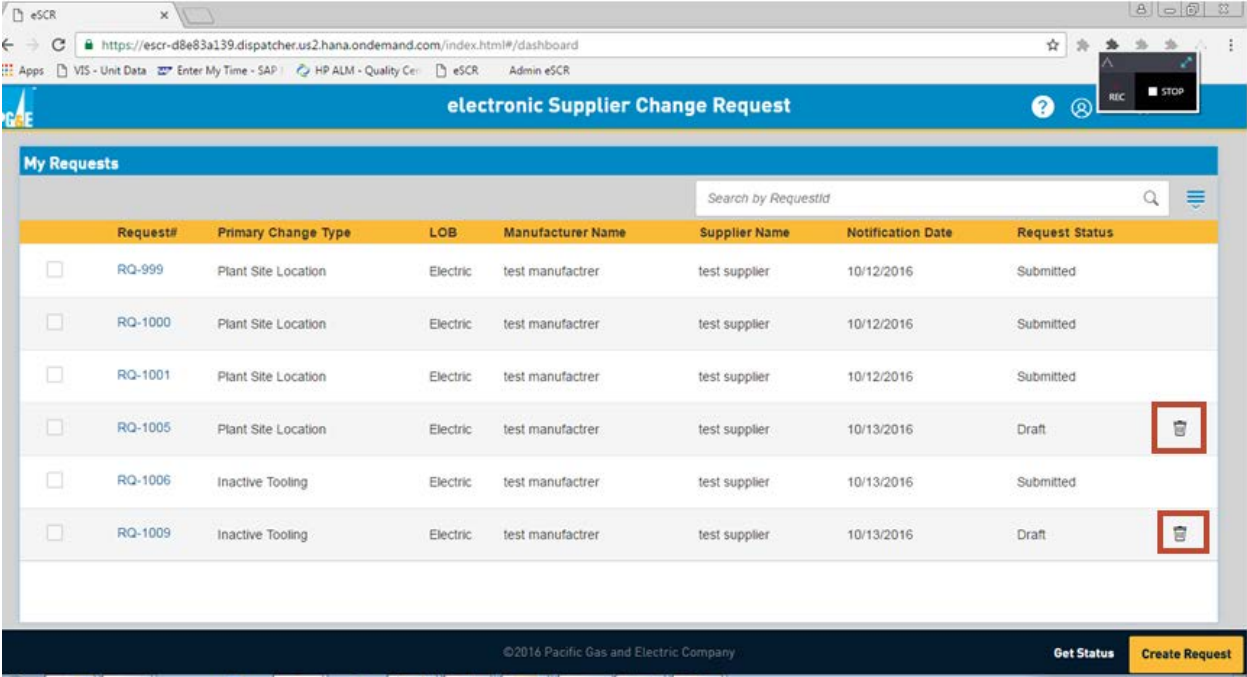 eSCR
https://escr-d8e83a139.dispatcher.us2.hana.ondemand.com/index.html#/dashboard
Apps VIS - Unit Data Enter My Time - SAP HP ALM - Quality Cen eSCR Admin eSCR
REC STOP
PG&E electronic Supplier Change Request ?
My Requests
Search by RequestId
Request# Primary Change Type LOB Manufacturer Name Supplier Name Notification Date Request Status
RQ-999 Plant Site Location Electric test manufactrer test supplier 10/12/2016 Submitted
RQ-1000 Plant Site Location Electric test manufactrer test supplier 10/12/2016 Submitted
RQ-1001 Plant Site Location Electric test manufactrer test supplier 10/12/2016 Submitted
RQ-1005 Plant Site Location Electric test manufactrer test supplier 10/13/2016 Draft
RQ-1006 Inactive Tooling Electric test manufactrer test supplier 10/13/2016 Submitted
RQ-1009 Inactive Tooling Electric test manufactrer test supplier 10/13/2016 Draft
©2016 Pacific Gas and Electric Company Get Status Create Request